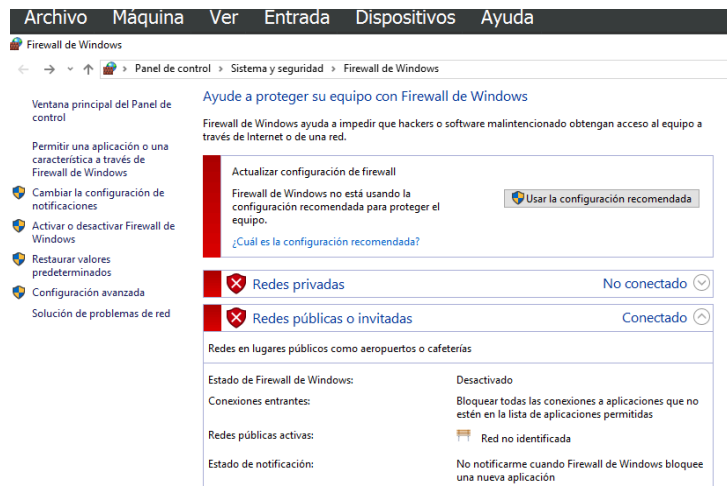 Archivo Máquina Ver Entrada Dispositivos Ayuda
Firewall de Windows
Panel de control > Sistema y seguridad > Firewall de Windows
Ventana principal del Panel de
control
Permitir una aplicación o una
característica a través de
Firewall de Windows
Cambiar la configuración de
notificaciones
Activar o desactivar Firewall de
Windows
Restaurar valores
predeterminados
Configuración avanzada
Solución de problemas de red
Ayude a proteger su equipo con Firewall de Windows
Firewall de Windows ayuda a impedir que hackers o software malintencionado obtengan acceso al equipo a
través de Internet o de una red.
Actualizar configuración de firewall
Firewall de Windows no está usando la
configuración recomendada para proteger el
equipo.
¿Cuál es la configuración recomendada?
Usar la configuración recomendada
Redes privadas No conectado
Redes públicas o invitadas Conectado
Redes en lugares públicos como aeropuertos o cafeterías
Estado de Firewall de Windows: Desactivado
Conexiones entrantes: Bloquear todas las conexiones a aplicaciones que no
estén en la lista de aplicaciones permitidas
Redes públicas activas: Red no identificada
Estado de notificación: No notificarme cuando Firewall de Windows bloquee
una nueva aplicación